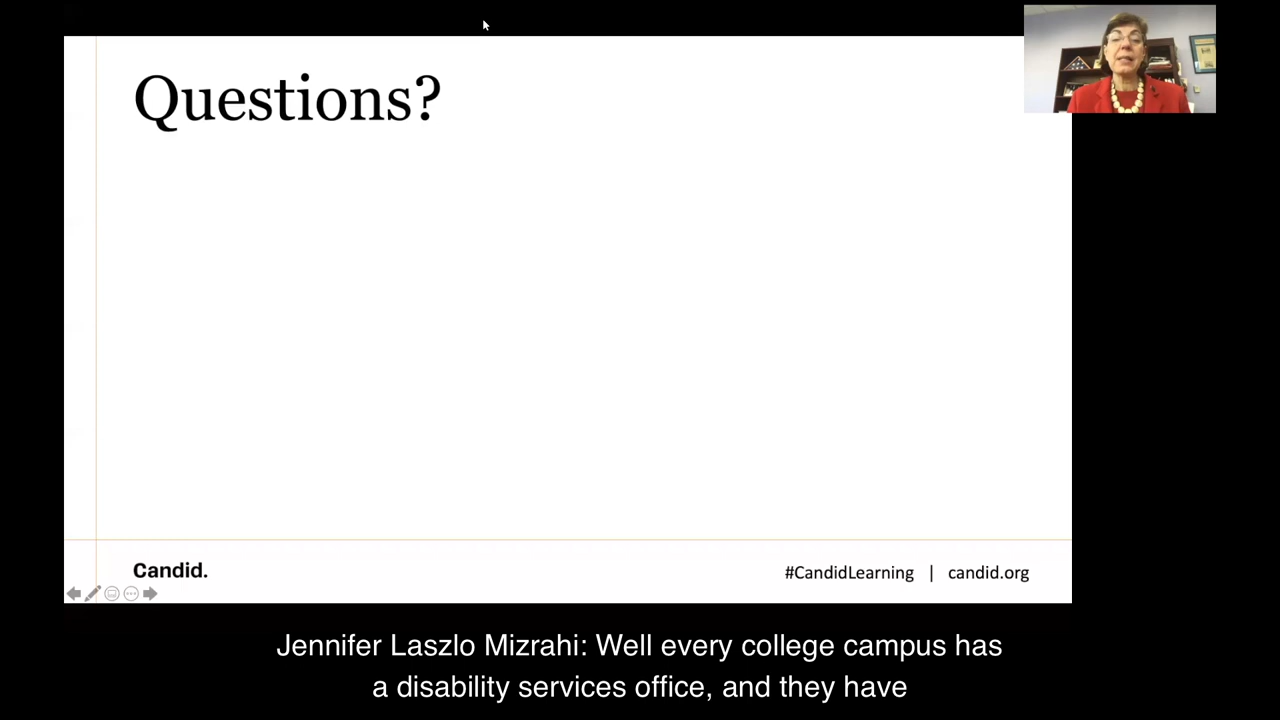 Questions?
Candid.
#CandidLearning | candid.org
Jennifer Laszlo Mizrahi: Well every college campus has
a disability services office, and they have